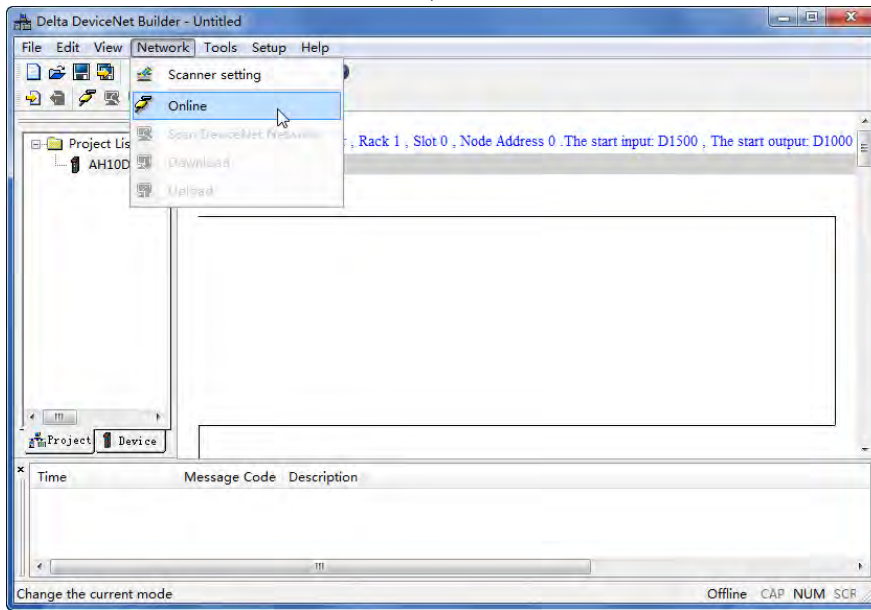 Delta DeviceNet Builder - Untitled
File Edit View Network Tools Setup Help
Scanner setting
Online
Scan DeviceNet Network
Download
Upload
Project Lis
AH10D
, Rack 1 , Slot 0 , Node Address 0 .The start input: D1500 , The start output: D1000
Project Device
Time Message Code Description
Change the current mode Offline CAP NUM SCR